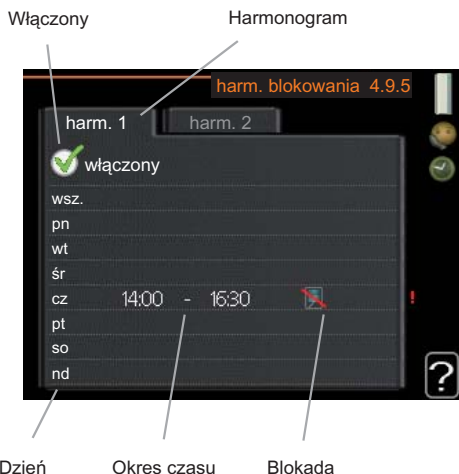 Włączony Harmonogram
harm. blokowania 4.9.5
harm. 1 harm. 2
włączony
wsz.
pn
wt
śr
cz 14:00 - 16:30 !
pt
so
nd
?
Dzień Okres czasu Blokada